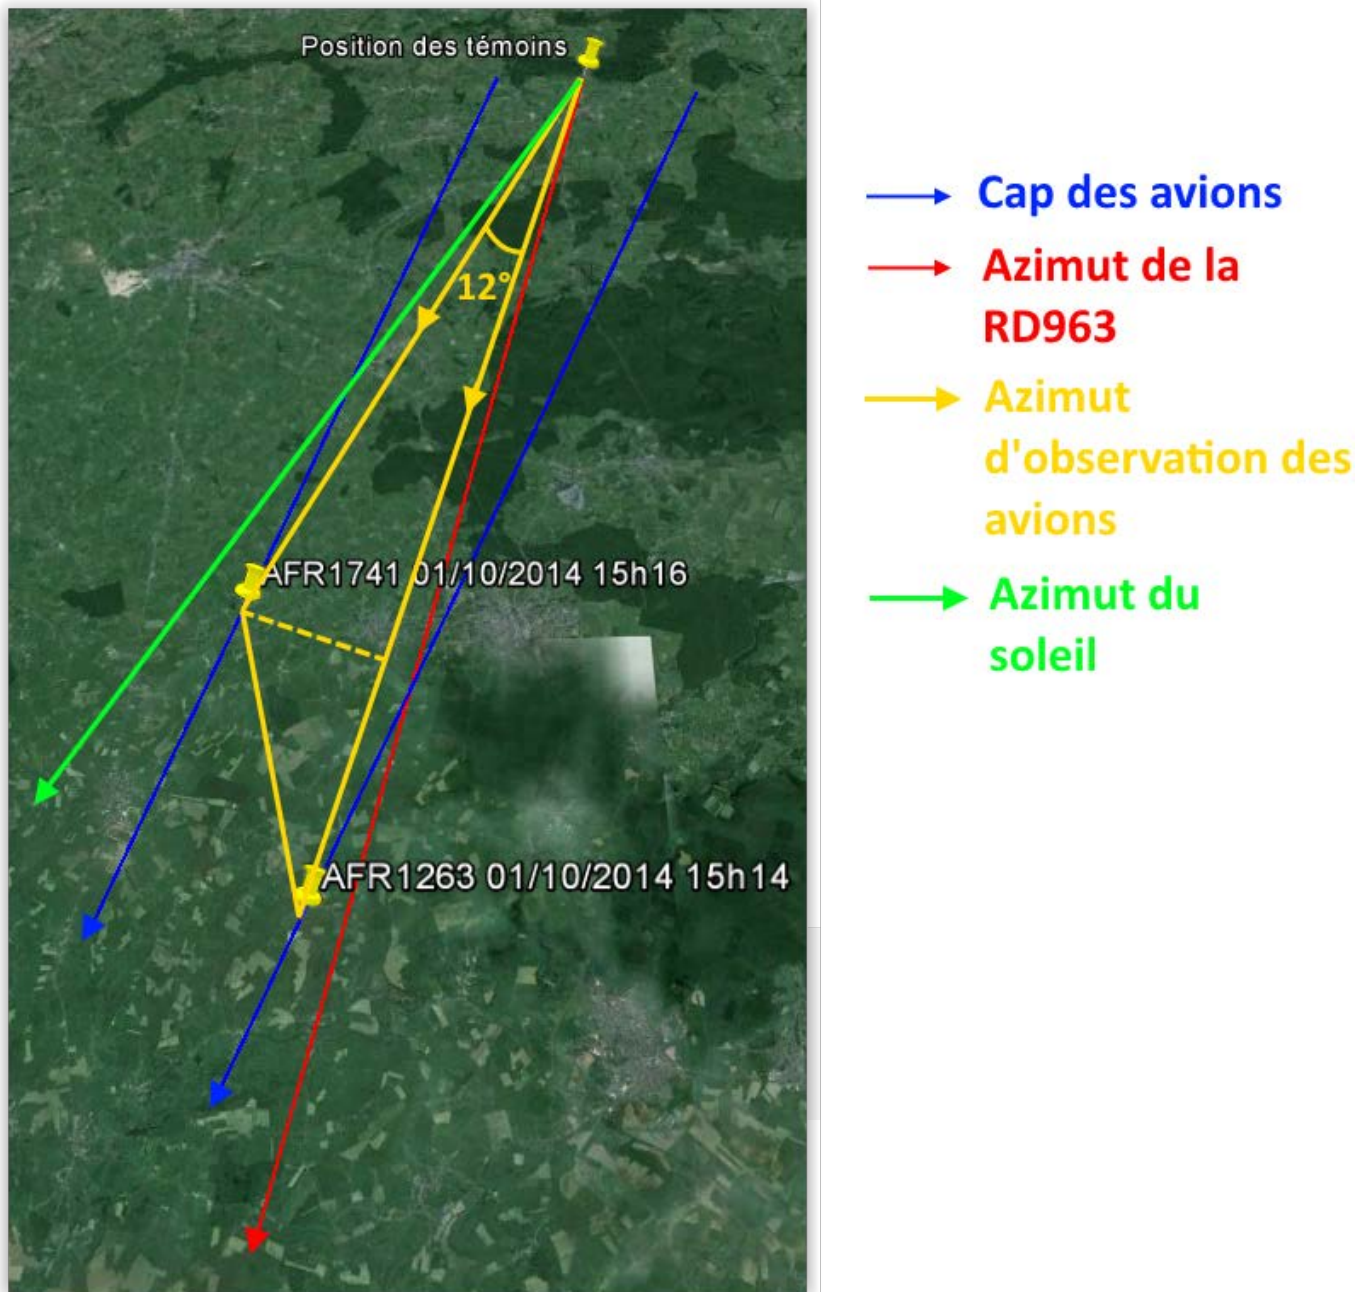 Position des témoins
12°
AFR1741 01/10/2014 15h16
AFR1263 01/10/2014 15h14
Cap des avions
Azimut de la
RD963
Azimut
d'observation des
avions
Azimut du
soleil